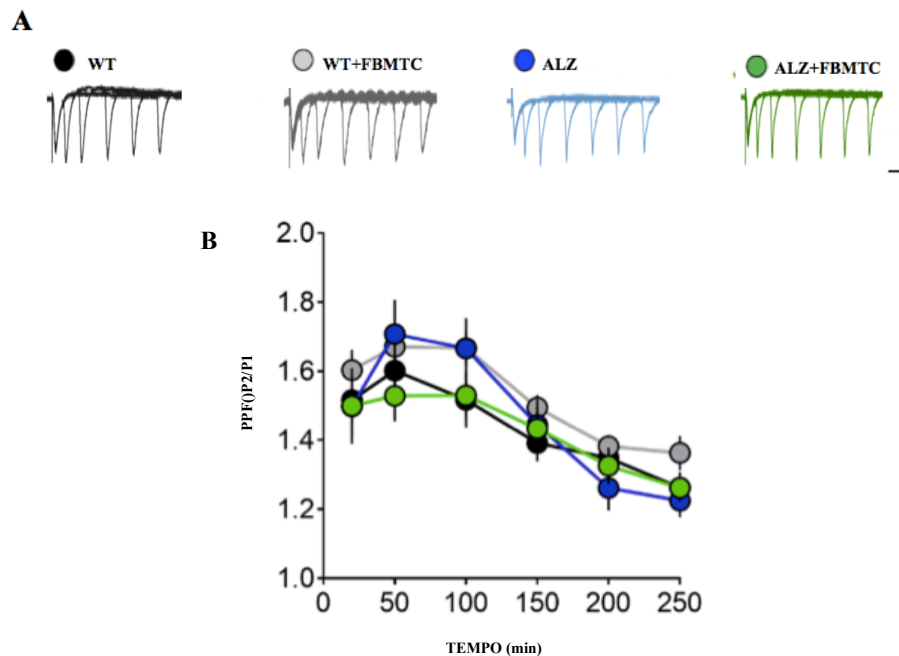 A
WT
WT+FBMTC
ALZ
ALZ+FBMTC
B
PPF()P2/P1
2.0
1.8
1.6
1.4
1.2
1.0
0 50 100 150 200 250
TEMPO (min)